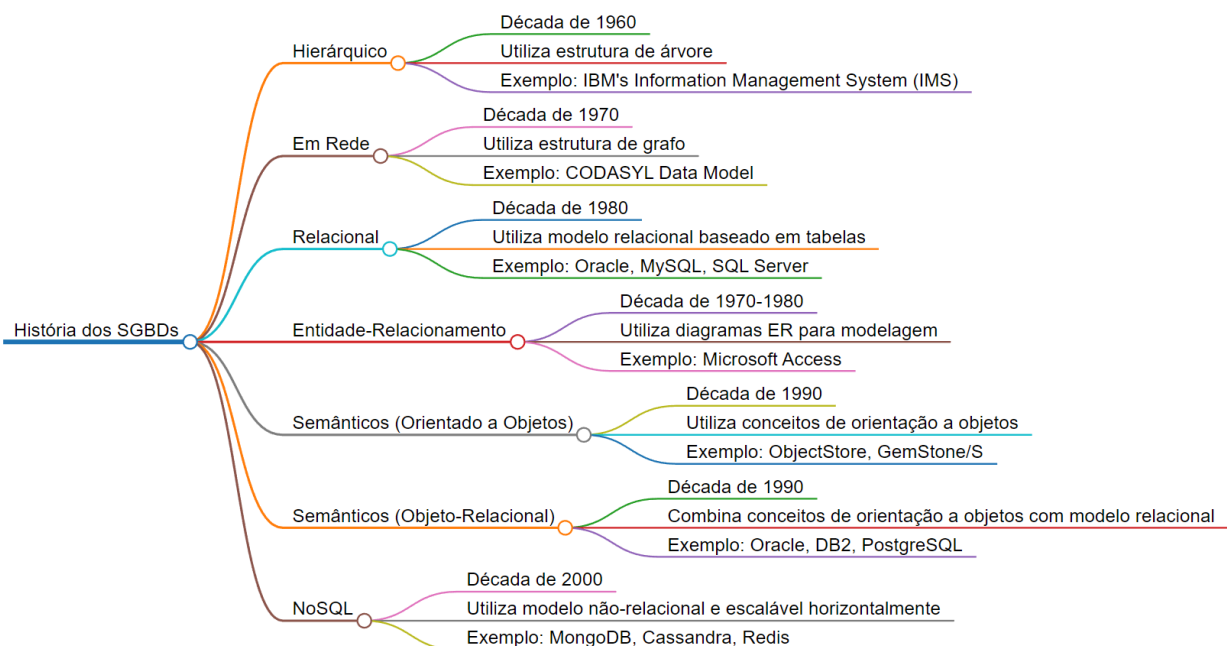 História dos SGBDs
Hierárquico
Década de 1960
Utiliza estrutura de árvore
Exemplo: IBM's Information Management System (IMS)
Em Rede
Década de 1970
Utiliza estrutura de grafo
Exemplo: CODASYL Data Model
Relacional
Década de 1980
Utiliza modelo relacional baseado em tabelas
Exemplo: Oracle, MySQL, SQL Server
Entidade-Relacionamento
Década de 1970-1980
Utiliza diagramas ER para modelagem
Exemplo: Microsoft Access
Semânticos (Orientado a Objetos)
Década de 1990
Utiliza conceitos de orientação a objetos
Exemplo: ObjectStore, GemStone/S
Semânticos (Objeto-Relacional)
Década de 1990
Combina conceitos de orientação a objetos com modelo relacional
Exemplo: Oracle, DB2, PostgreSQL
NoSQL
Década de 2000
Utiliza modelo não-relacional e escalável horizontalmente
Exemplo: MongoDB, Cassandra, Redis